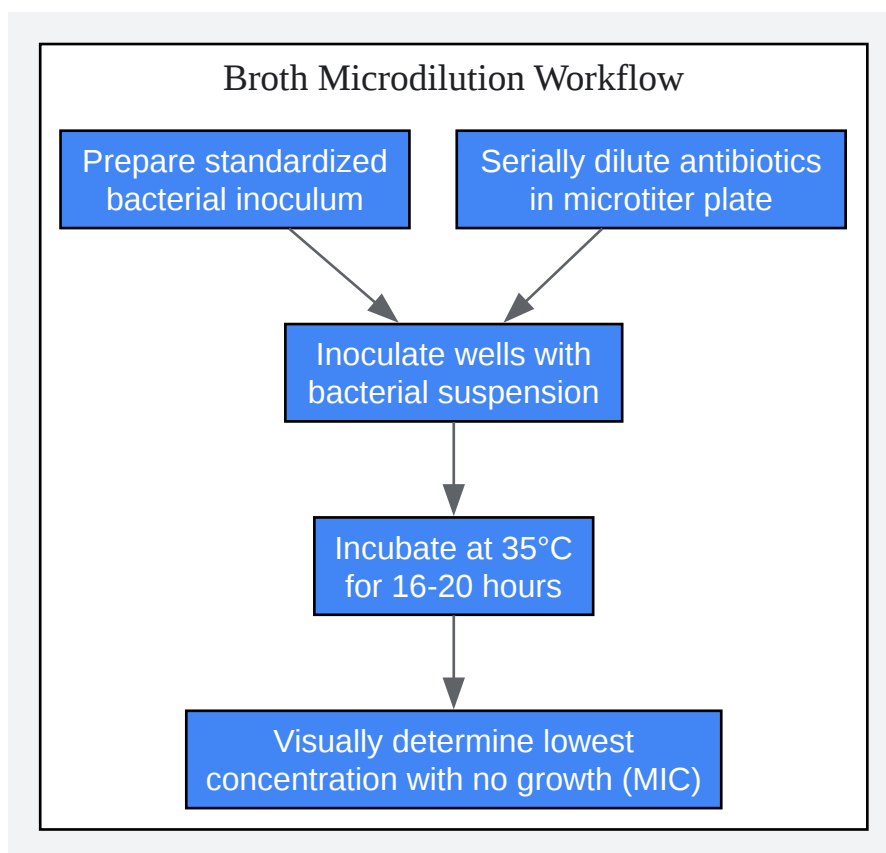 Broth Microdilution Workflow
Prepare standardized
bacterial inoculum
Serially dilute antibiotics
in microtiter plate
Inoculate wells with
bacterial suspension
Incubate at 35°C
for 16-20 hours
Visually determine lowest
concentration with no growth (MIC)